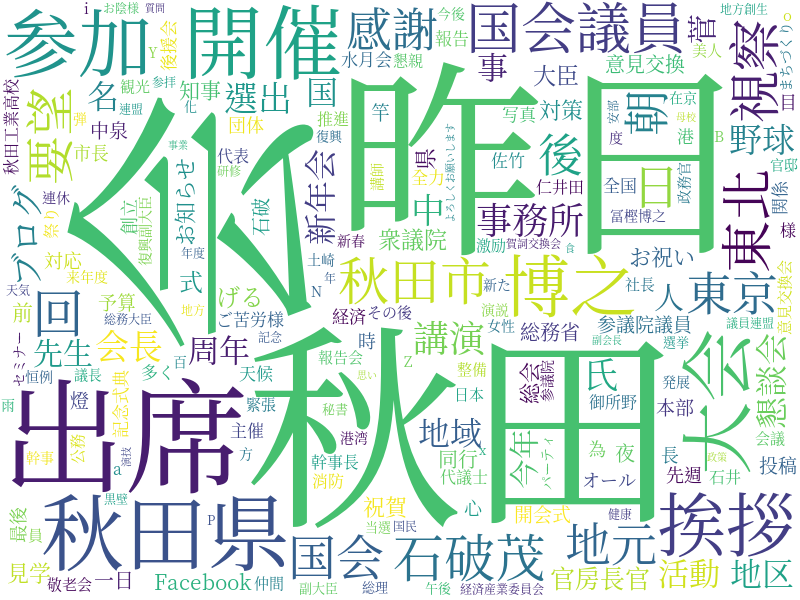 参加
開催
感謝
国会議員
視察
会
昨日
秋田
出席
秋田県
秋田市
博之
東京
東北
大会
挨拶
石破茂
地元
国会
要望
ブログ
お知らせ
新年会
事務所
後
朝
野球
日
菅
事
名
国
選出
知事
中泉
団体
水月会
懇親
報告
今後
お陰様
質問
後援会
i
Y
秋田工業高校
観光
参拝
連盟
化
推進
復興
写真
対策
大臣
意見交換
地方創生
まちづくり。
美人
在京
母校
港
B
安部
度
竿
講師
県
佐竹
全力
よろしくお願いします
仁井田
全国
冨樫博之
政務官
官邸
田
関係
様
市長
弾
代表
事業
研修
連休
祭り
創立
復興副大臣
石破
中
衆議院
激励
賀詞交換会
食
お祝い
対応
来年度
天気
式
年度
新春
土崎
年
N
新た
社長
人
前
回
予算
げる
地方
経済
その後
演説
女性
総務省
参議院議員
議員連盟
意見交換会
総務大臣
ご苦労様
記念
時
講演
選挙
副会長
先生
会長
周年
報告会
Z
総会
参議院
氏
発展
懇談会
セミナー
恒例
議長
多く
百
天候
思い
整備
日本
御所野
本部
会議
雨
燈
記念式典
緊張
秘書
地域
x
今年
パーティ
為
夜
政策
主催
方
港湾
幹事長
同行
代議士
オール
長
先週
石井
投稿
幹事
公務
a
演技
消防
心
最後
員
黒壁
P
祝賀
当選
国民
開会式
健康
見学
敬老会
一日
Facebook
仲間
副大臣
総理
午後
経済産業委員会
官房長官
活動
地区